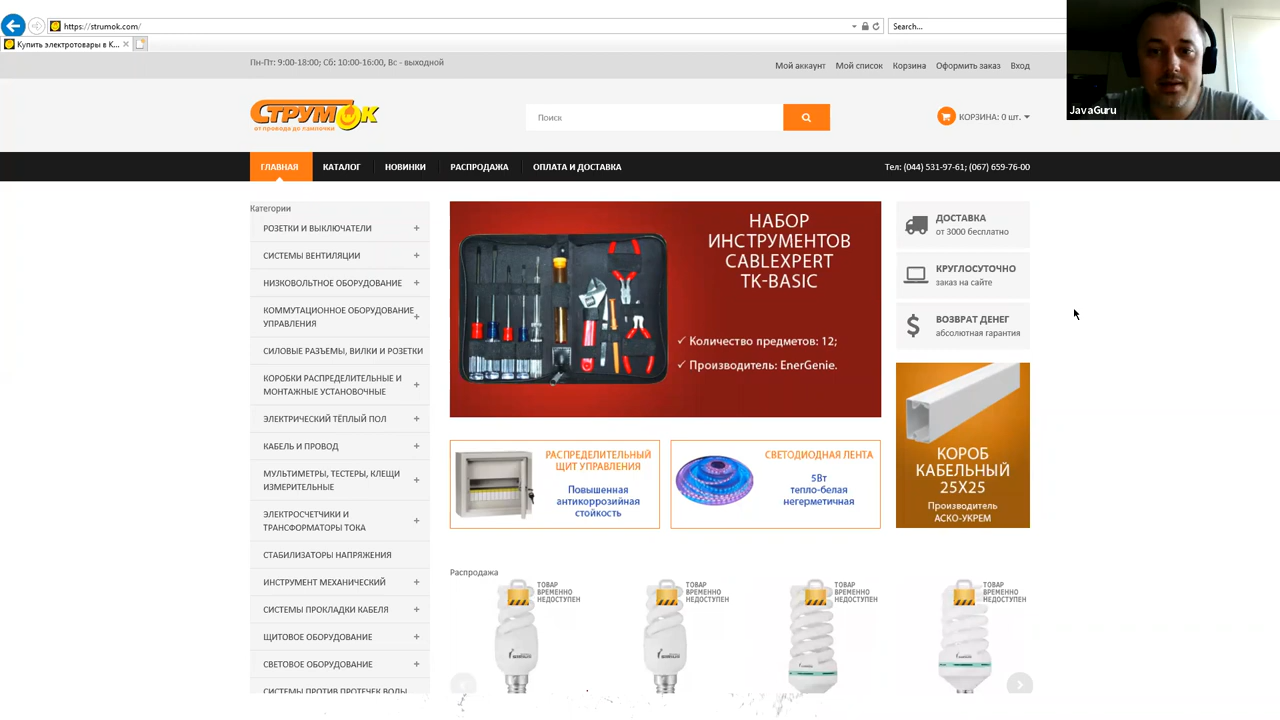 https://strumok.com/
Search...
Купить электротовары в К...
Пн-Пт: 9:00-18:00; Сб: 10:00-16:00, Вс - выходной
Мой аккаунт Мой список Корзина Оформить заказ Вход
JavaGuru
СТРУМОК
от провода до лампочки
Поиск
КОРЗИНА: 0 шт.
ГЛАВНАЯ КАТАЛОГ НОВИНКИ РАСПРОДАЖА ОПЛАТА И ДОСТАВКА
Тел: (044) 531-97-61; (067) 659-76-00
Категории
РОЗЕТКИ И ВЫКЛЮЧАТЕЛИ
СИСТЕМЫ ВЕНТИЛЯЦИИ
НИЗКОВОЛЬТНОЕ ОБОРУДОВАНИЕ
КОММУТАЦИОННОЕ ОБОРУДОВАНИЕ
УПРАВЛЕНИЯ
СИЛОВЫЕ РАЗЪЕМЫ, ВИЛКИ И РОЗЕТКИ
КОРОБКИ РАСПРЕДЕЛИТЕЛЬНЫЕ И
МОНТАЖНЫЕ УСТАНОВОЧНЫЕ
ЭЛЕКТРИЧЕСКИЙ ТЁПЛЫЙ ПОЛ
КАБЕЛЬ И ПРОВОД
МУЛЬТИМЕТРЫ, ТЕСТЕРЫ, КЛЕЩИ
ИЗМЕРИТЕЛЬНЫЕ
ЭЛЕКТРОСЧЕТЧИКИ И
ТРАНСФОРМАТОРЫ ТОКА
СТАБИЛИЗАТОРЫ НАПРЯЖЕНИЯ
ИНСТРУМЕНТ МЕХАНИЧЕСКИЙ
СИСТЕМЫ ПРОКЛАДКИ КАБЕЛЯ
ЩИТОВОЕ ОБОРУДОВАНИЕ
СВЕТОВОЕ ОБОРУДОВАНИЕ
СИСТЕМЫ ПРОТИВ ПРОТЕЧЕК ВОДЫ
НАБОР
ИНСТРУМЕНТОВ
CABLEXPERT
TK-BASIC
✓ Количество предметов: 12;
✓ Производитель: EnerGenie.
ДОСТАВКА
от 3000 бесплатно
КРУГЛОСУТОЧНО
заказ на сайте
ВОЗВРАТ ДЕНЕГ
абсолютная гарантия
РАСПРЕДЕЛИТЕЛЬНЫЙ
ЩИТ УПРАВЛЕНИЯ
Повышенная
антикоррозийная
стойкость
СВЕТОДИОДНАЯ ЛЕНТА
5Вт
тепло-белая
негерметичная
КОРОБ
КАБЕЛЬНЫЙ
25X25
Производитель
АСКО-УКРЕМ
Распродажа
ТОВАР
ВРЕМЕННО
НЕДОСТУПЕН
ТОВАР
ВРЕМЕННО
НЕДОСТУПЕН
ТОВАР
ВРЕМЕННО
НЕДОСТУПЕН
ТОВАР
ВРЕМЕННО
НЕДОСТУПЕН